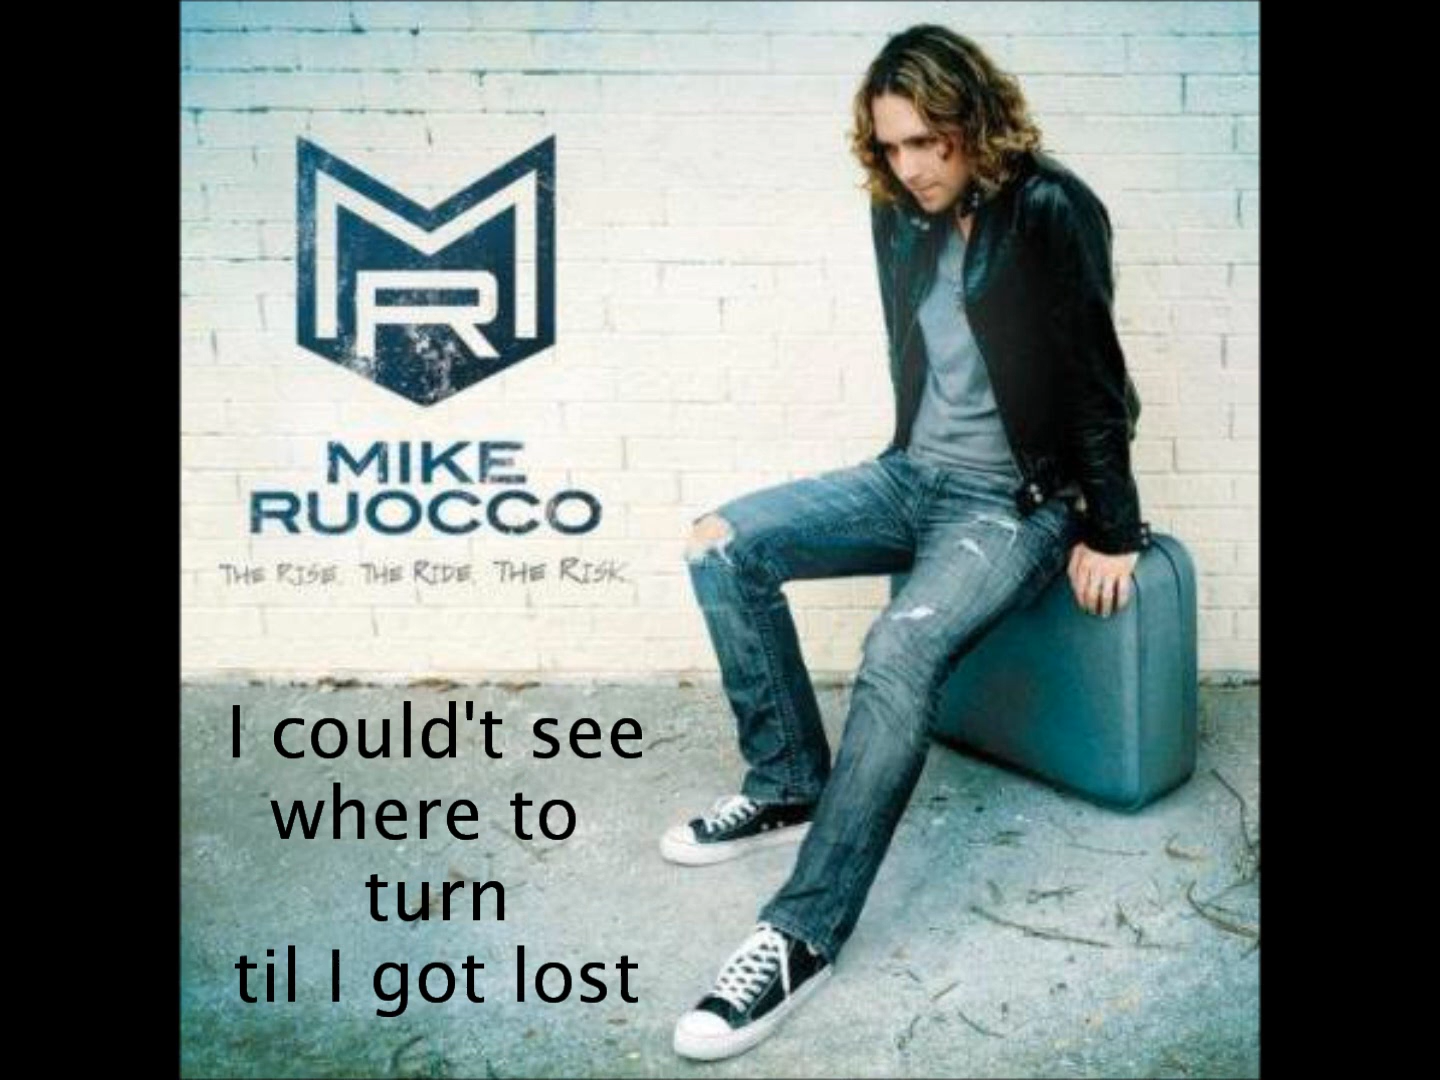 MR
MIKE
RUOCCO
THE RISE. THE RIDE. THE RISK.
I could't see
where to
turn
til I got lost